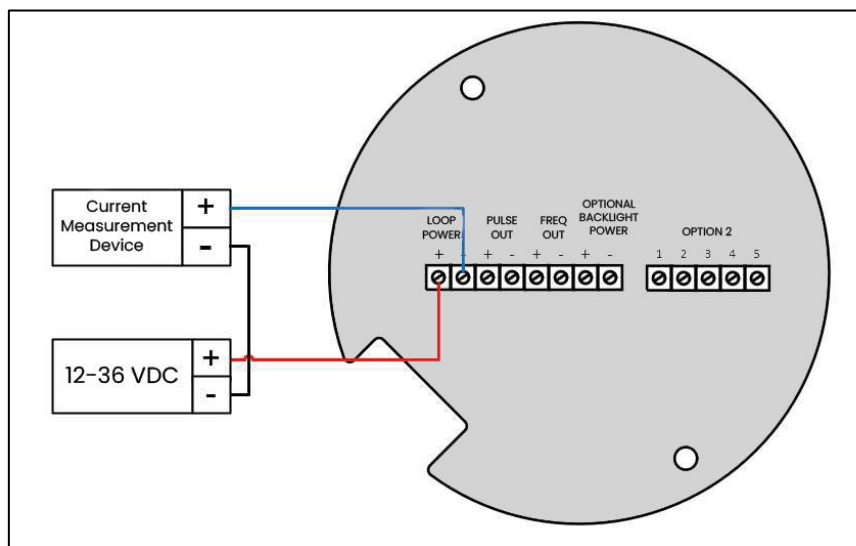 Current
Measurement
Device
+
-
12-36 VDC
+
-
LOOP
POWER
PULSE
OUT
FREQ
OUT
OPTIONAL
BACKLIGHT
POWER
OPTION 2
+ - + - + - + -
1 2 3 4 5